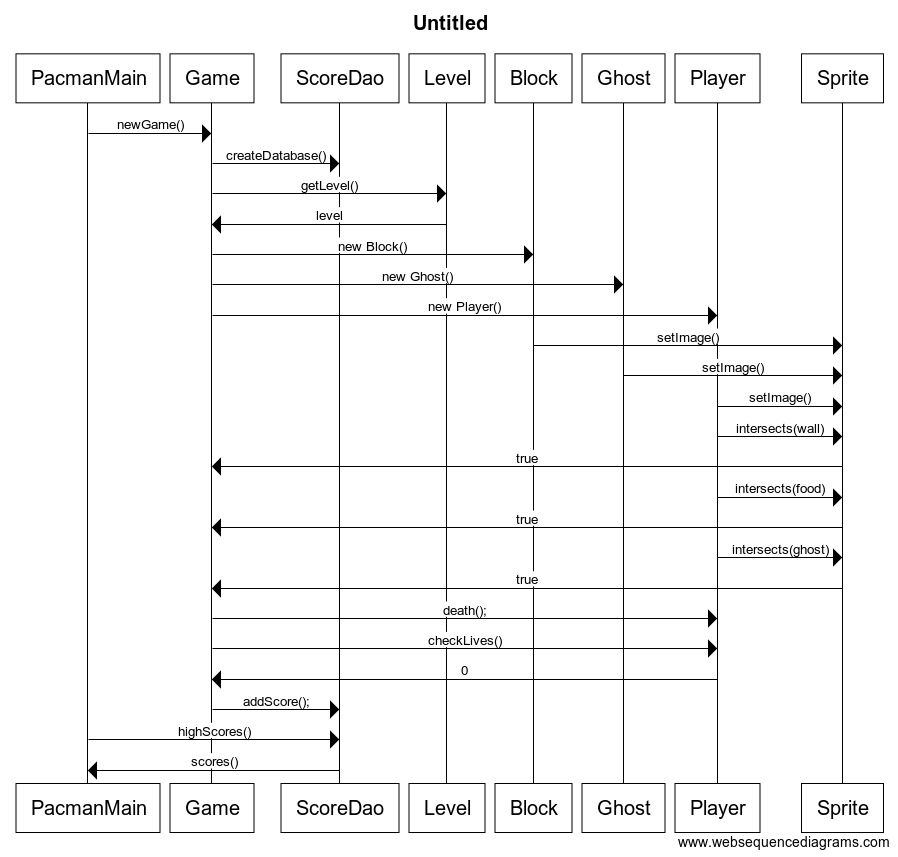 Untitled
PacmanMain Game ScoreDao Level Block Ghost Player Sprite
newGame()
createDatabase()
getLevel()
level
new Block()
new Ghost()
new Player()
setImage()
setImage()
setImage()
intersects(wall)
true
intersects(food)
true
intersects(ghost)
true
death();
checkLives()
0
addScore();
highScores()
scores()
PacmanMain Game ScoreDao Level Block Ghost Player Sprite
www.websequencediagrams.com